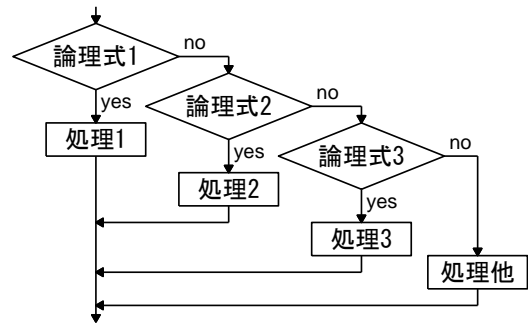 論理式1
no
yes
論理式2
no
処理1
yes
論理式3
no
処理2
yes
処理3
処理他